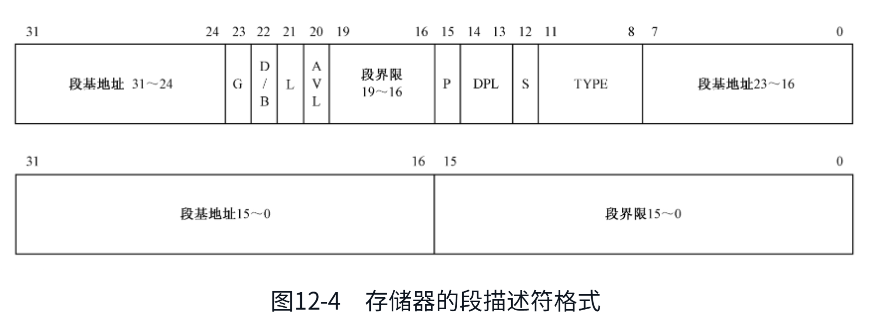 31 24 23 22 21 20 19 16 15 14 13 12 11 8 7 0
段基地址 31～24 G D/B L AVL 段界限 19～16 P DPL S TYPE 段基地址23～16
31 16 15 0
段基地址15～0 段界限15～0
图12-4 存储器的段描述符格式